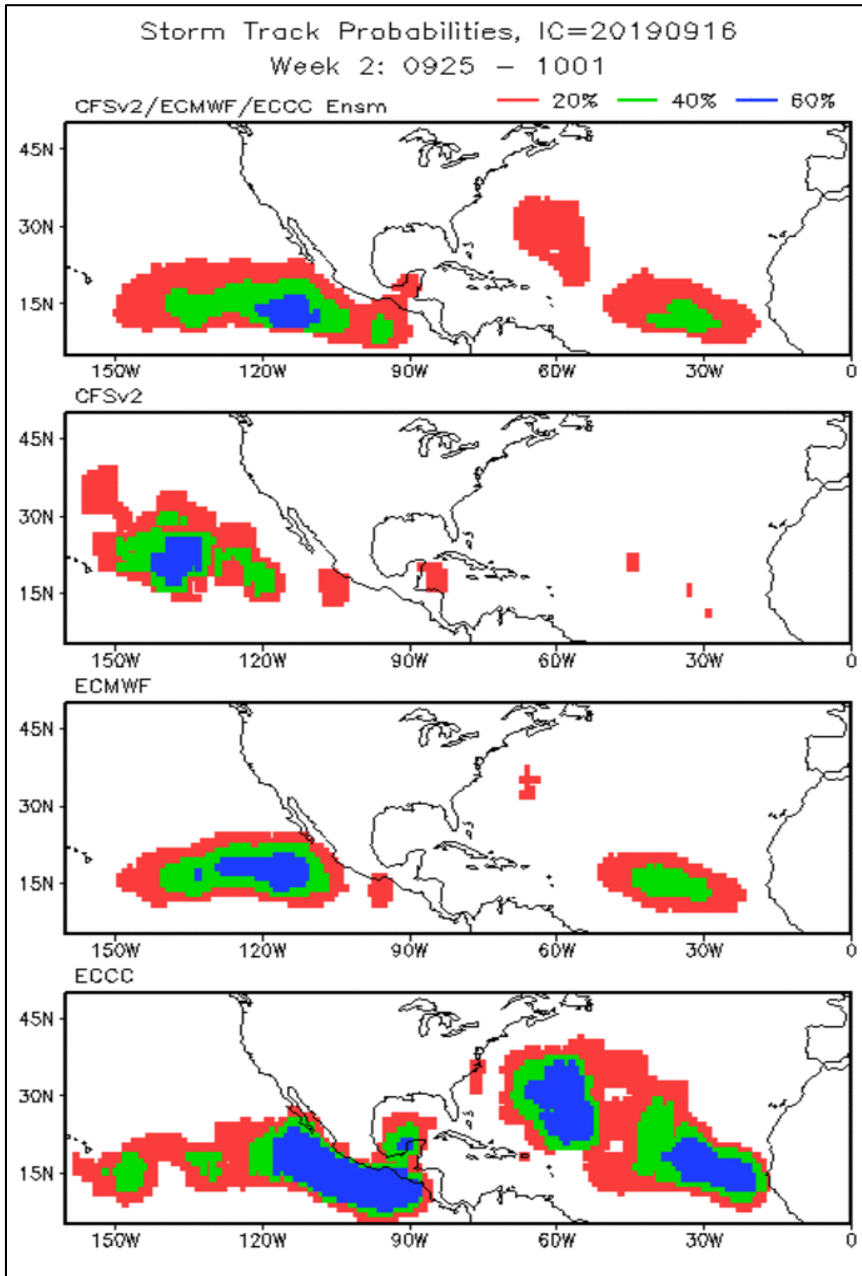 Storm Track Probabilities, IC=20190916
Week 2: 0925 – 1001
CFSv2/ECMWF/ECCC Ensm 20% 40% 60%
45N
30N
15N
150W 120W 90W 60W 30W 0
CFSv2
45N
30N
15N
150W 120W 90W 60W 30W 0
ECMWF
45N
30N
15N
150W 120W 90W 60W 30W 0
ECCC
45N
30N
15N
150W 120W 90W 60W 30W 0